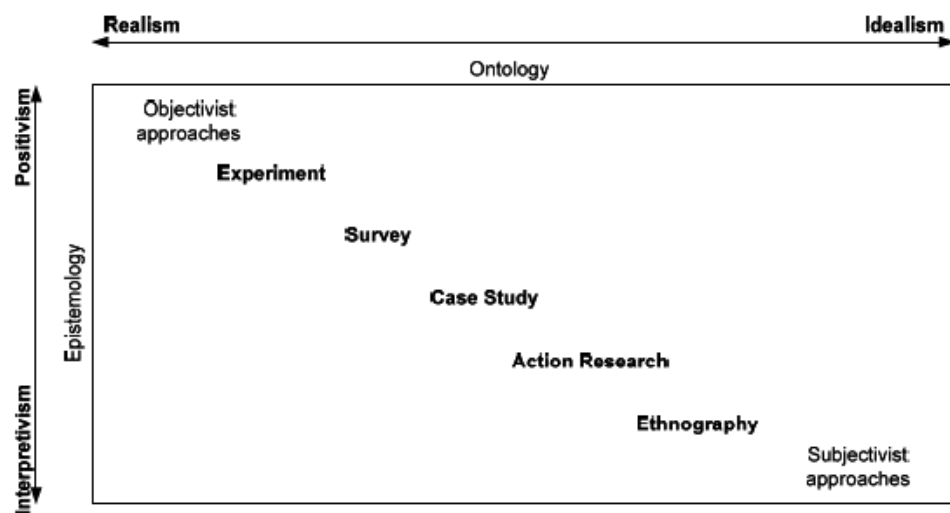 Realism
Idealism
Ontology
Positivism
Epistemology
Interpretivism
Objectivist
approaches
Experiment
Survey
Case Study
Action Research
Ethnography
Subjectivist
approaches